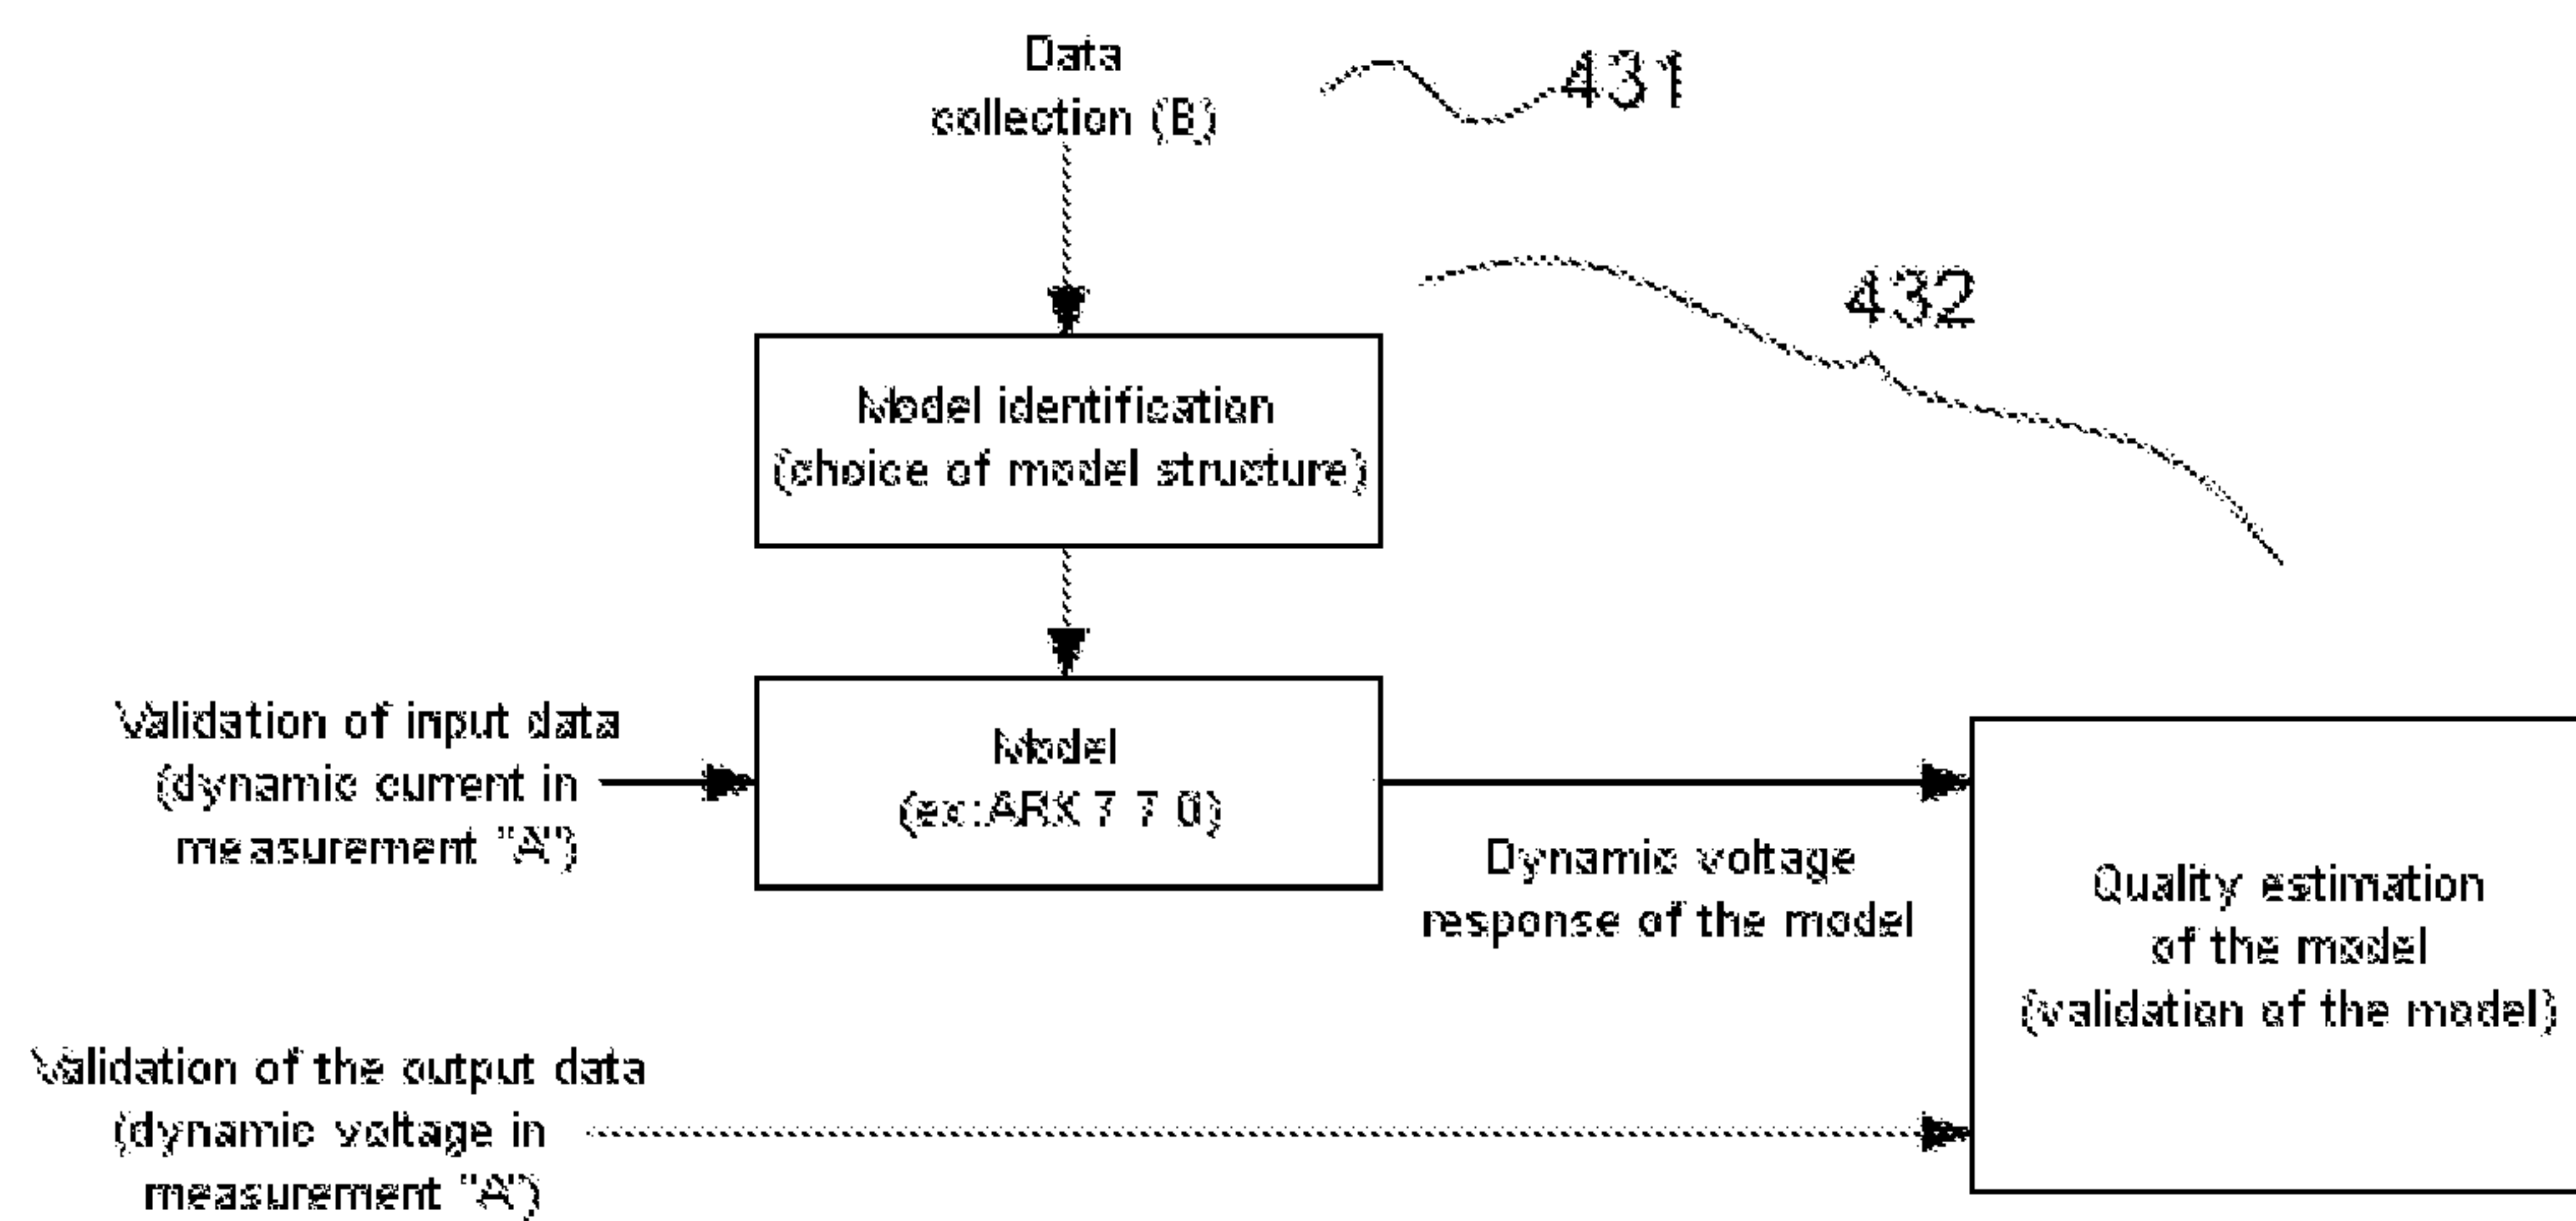 Data
collection (B)
431
432
Model identification
(choice of model structure)
Validation of input data
(dynamic current in
measurement "A")
Model
(ex:ARX 7 7 0)
Dynamic voltage
response of the model
Quality estimation
of the model
(validation of the model)
Validation of the output data
(dynamic voltage in
measurement "A")